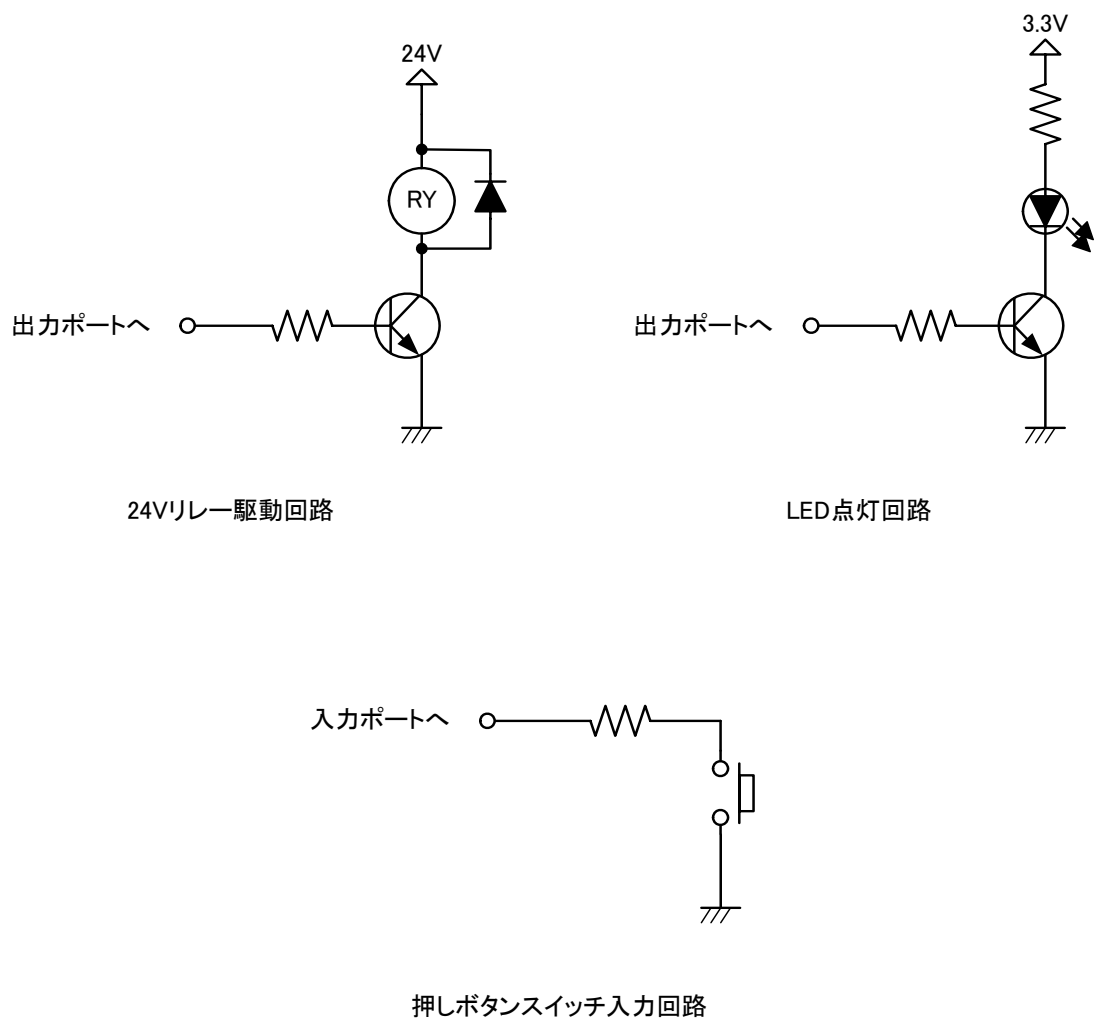 24V
3.3V
RY
出力ポートへ
出力ポートへ
24Vリレー駆動回路
LED点灯回路
入力ポートへ
押しボタンスイッチ入力回路